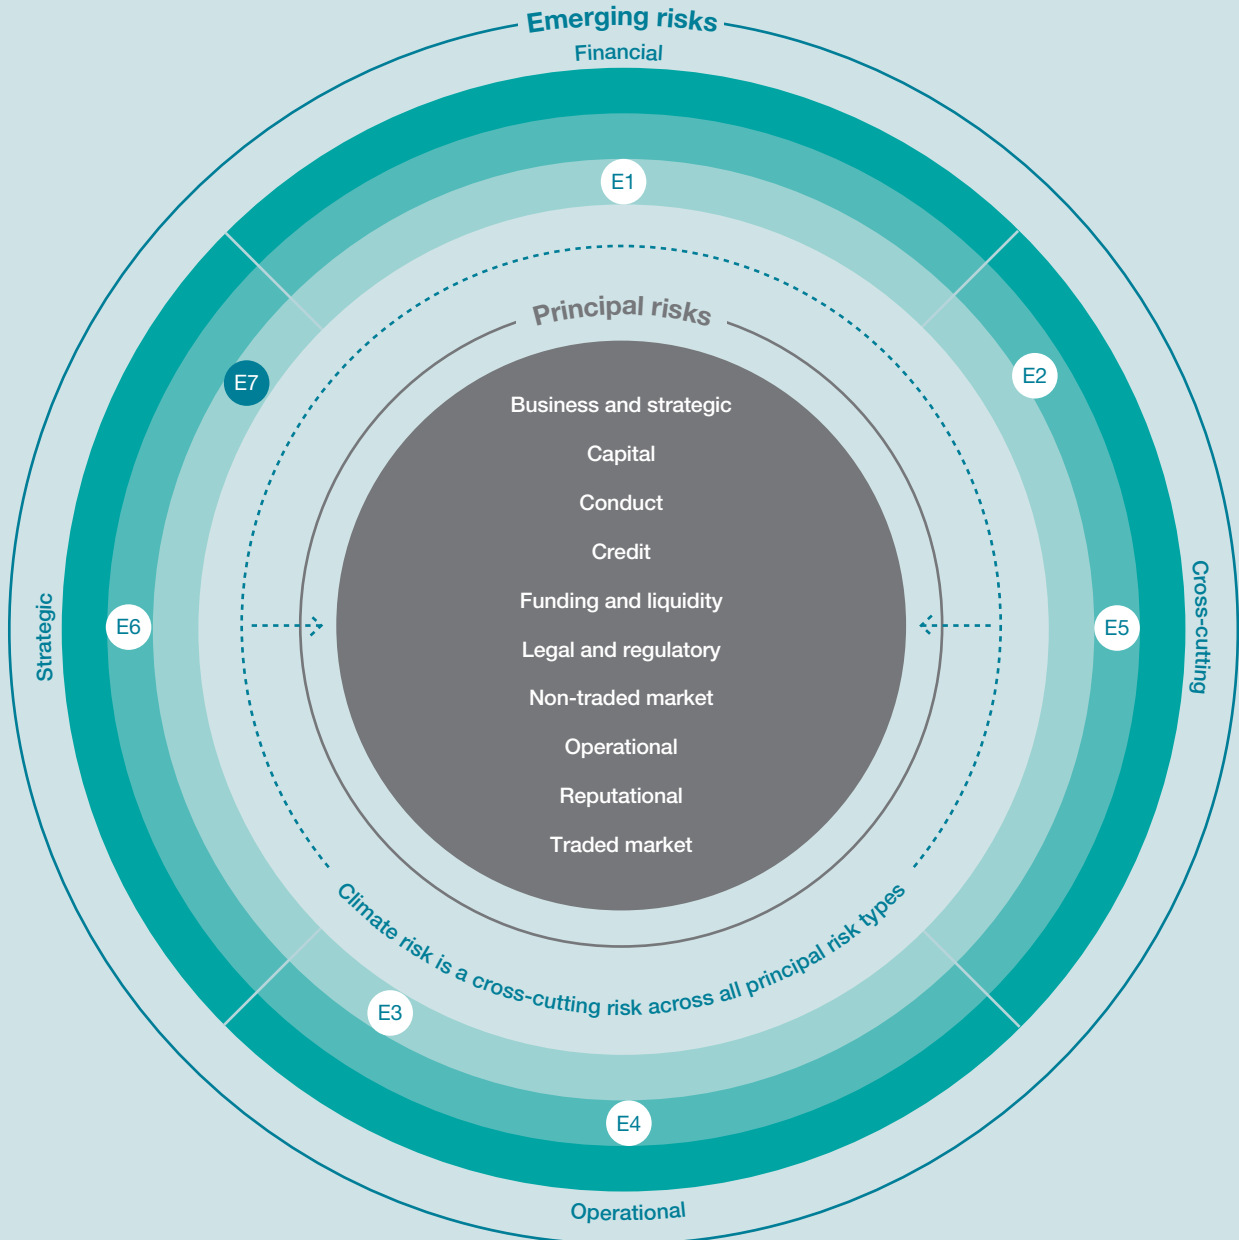 Emerging risks
Financial
E1
E2
Principal risks
E7
Business and strategic
Capital
Conduct
Credit
Funding and liquidity
Legal and regulatory
Non-traded market
Operational
Reputational
Traded market
Strategic
E6
E5
Cross-cutting
Climate risk is a cross-cutting risk across all principal risk types
E3
E4
Operational